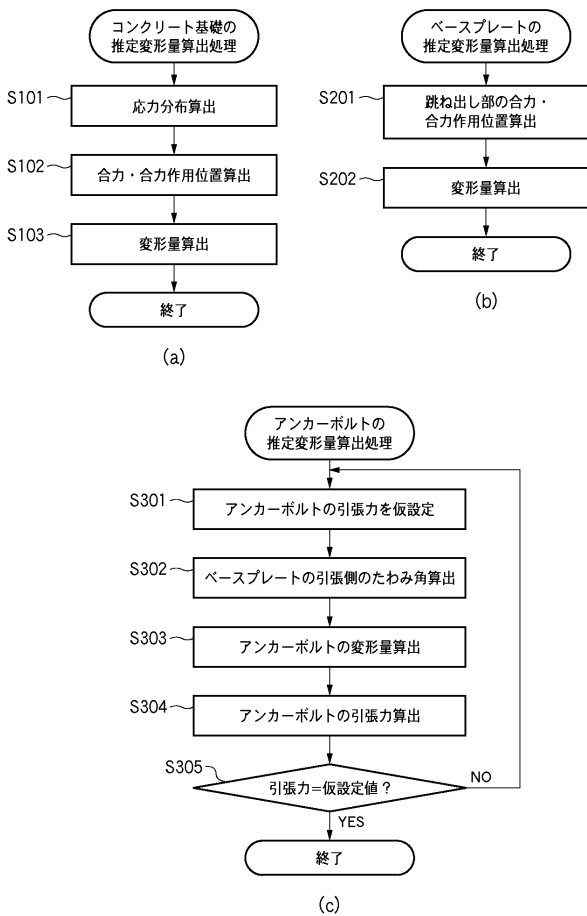 コンクリート基礎の
推定変形量算出処理
S101
応力分布算出
S102
合力・合力作用位置算出
S103
変形量算出
終了
(a)
ベースプレートの
推定変形量算出処理
S201
跳ね出し部の合力・
合力作用位置算出
S202
変形量算出
終了
(b)
アンカーボルトの
推定変形量算出処理
S301
アンカーボルトの引張力を仮設定
S302
ベースプレートの引張側のたわみ角算出
S303
アンカーボルトの変形量算出
S304
アンカーボルトの引張力算出
S305
引張力=仮設定値?
NO
YES
終了
(c)